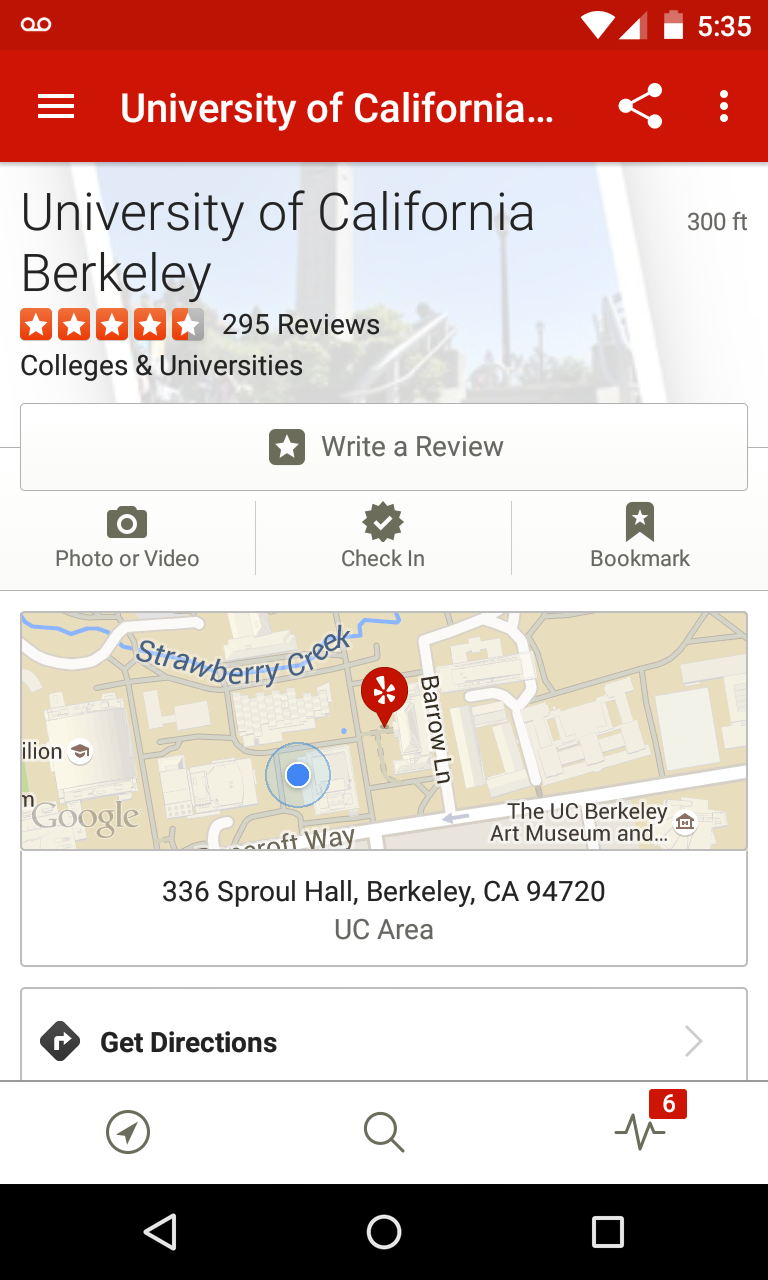 5:35
University of California...
University of California
Berkeley
300 ft
295 Reviews
Colleges & Universities
Write a Review
Photo or Video
Check In
Bookmark
Strawberry Creek
Barrow Ln
ilion
m
Google
croft Way
The UC Berkeley
Art Museum and...
336 Sproul Hall, Berkeley, CA 94720
UC Area
Get Directions
6